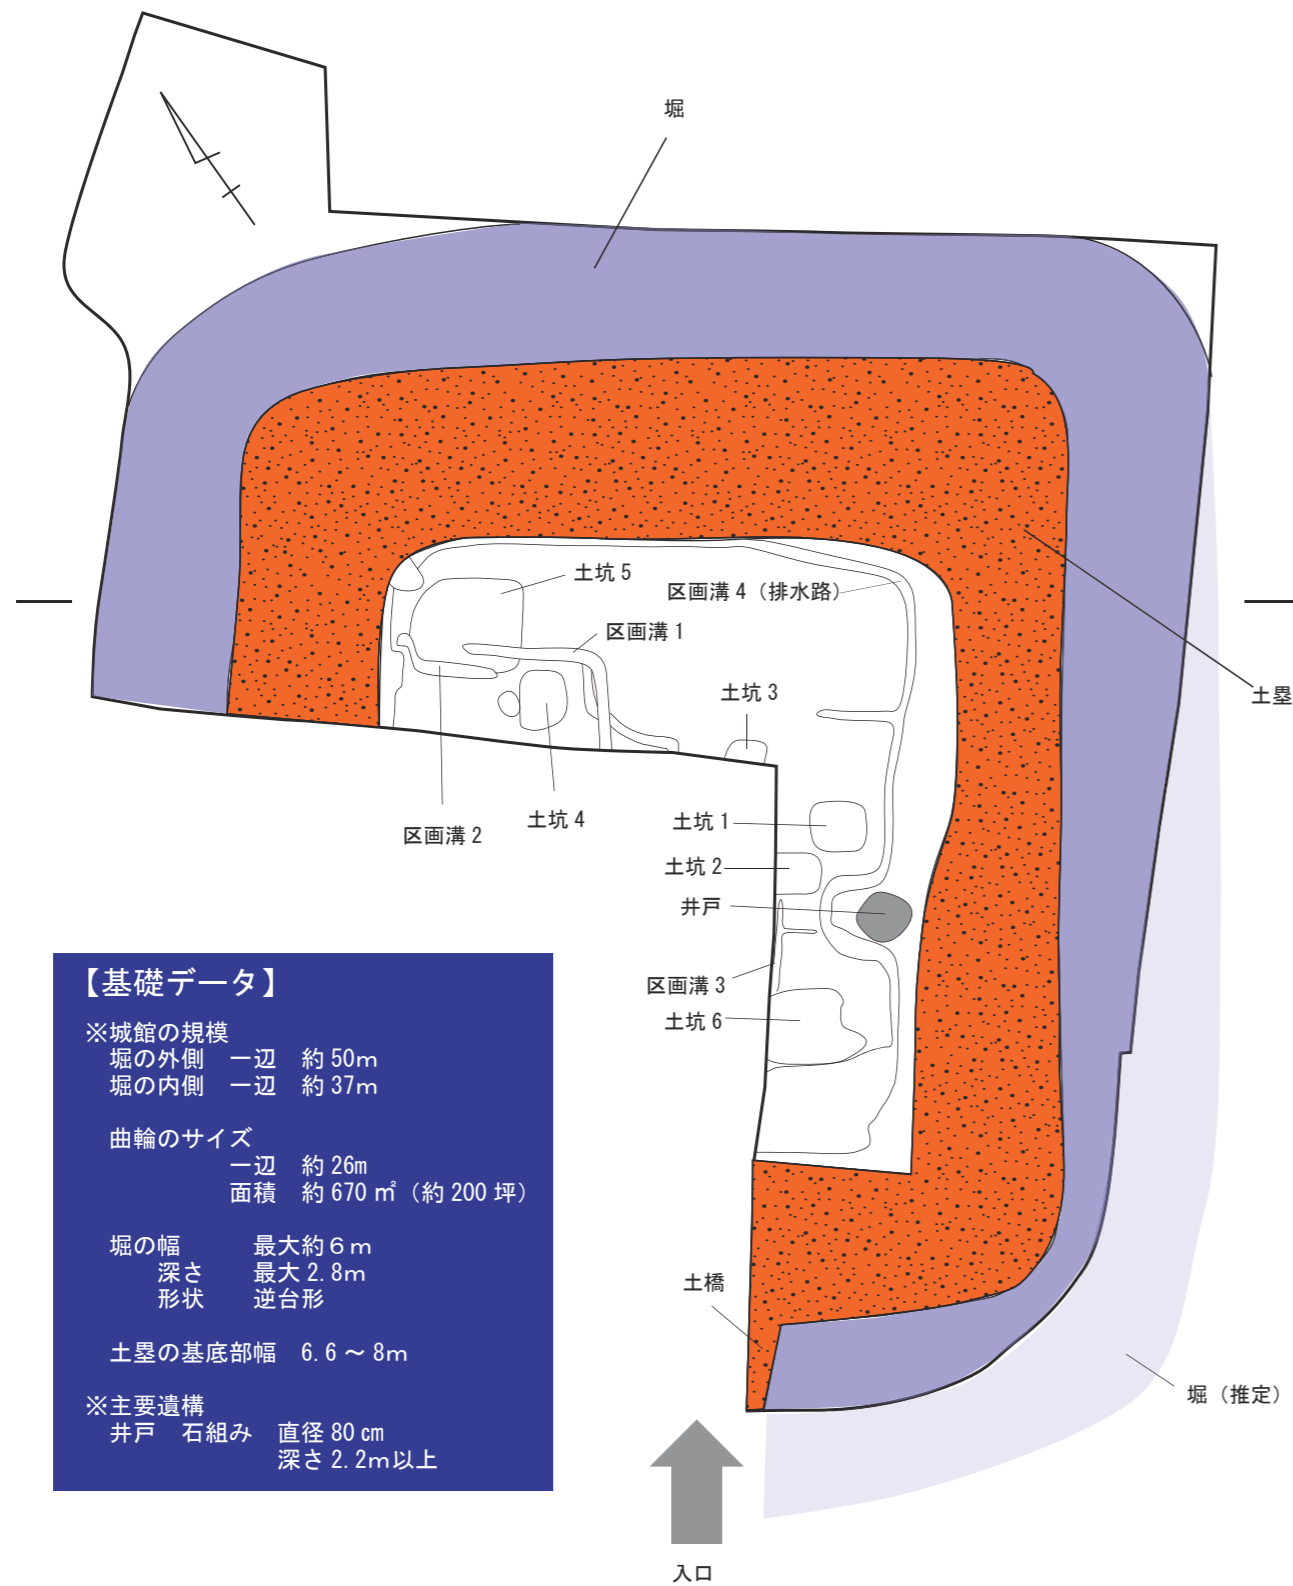 堀
土坑 5
区画溝 4（排水路）
区画溝 1
土坑 3
土塁
区画溝 2
土坑 4
土坑 1
土坑 2
井戸
区画溝 3
土坑 6
土橋
堀（推定）
入口
【基礎データ】
※城館の規模
堀の外側　一辺　約 50ｍ
堀の内側　一辺　約 37ｍ
曲輪のサイズ
一辺　約 26m
面積　約 670 ㎡（約 200 坪）
堀の幅　　　最大約６ｍ
深さ　　最大 2.8m
形状　　逆台形
土塁の基底部幅　6.6 ～ 8m
※主要遺構
井戸　石組み　直径 80 ㎝
深さ 2.2ｍ以上